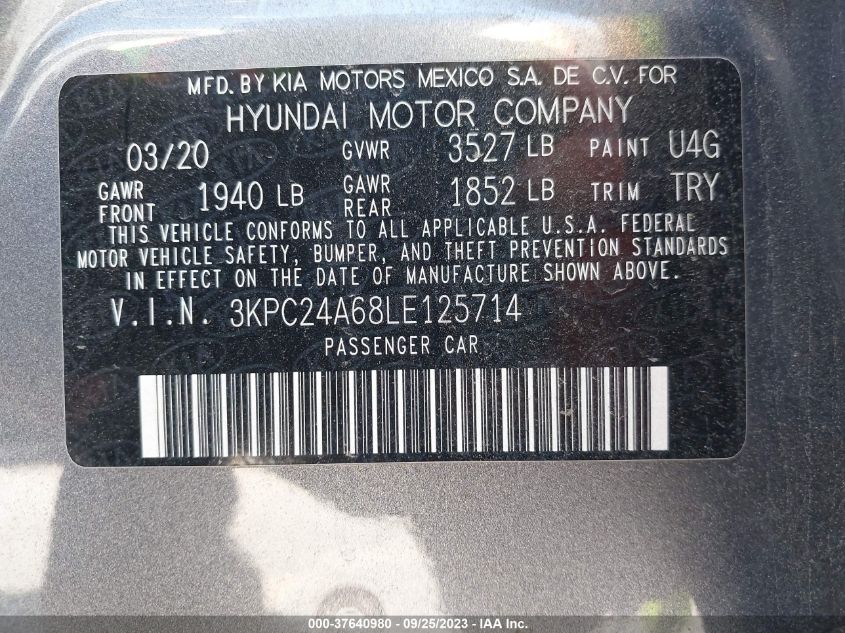 MFD. BY KIA MOTORS MEXICO S.A. DE C.V. FOR
HYUNDAI MOTOR COMPANY
03/20 GVWR 3527 LB PAINT U4G
GAWR FRONT 1940 LB GAWR REAR 1852 LB TRIM TRY
THIS VEHICLE CONFORMS TO ALL APPLICABLE U.S.A. FEDERAL
MOTOR VEHICLE SAFETY, BUMPER, AND THEFT PREVENTION STANDARDS
IN EFFECT ON THE DATE OF MANUFACTURE SHOWN ABOVE.
V.I.N. 3KPC24A68LE125714
PASSENGER CAR
000-37640980 - 09/25/2023 - IAA Inc.